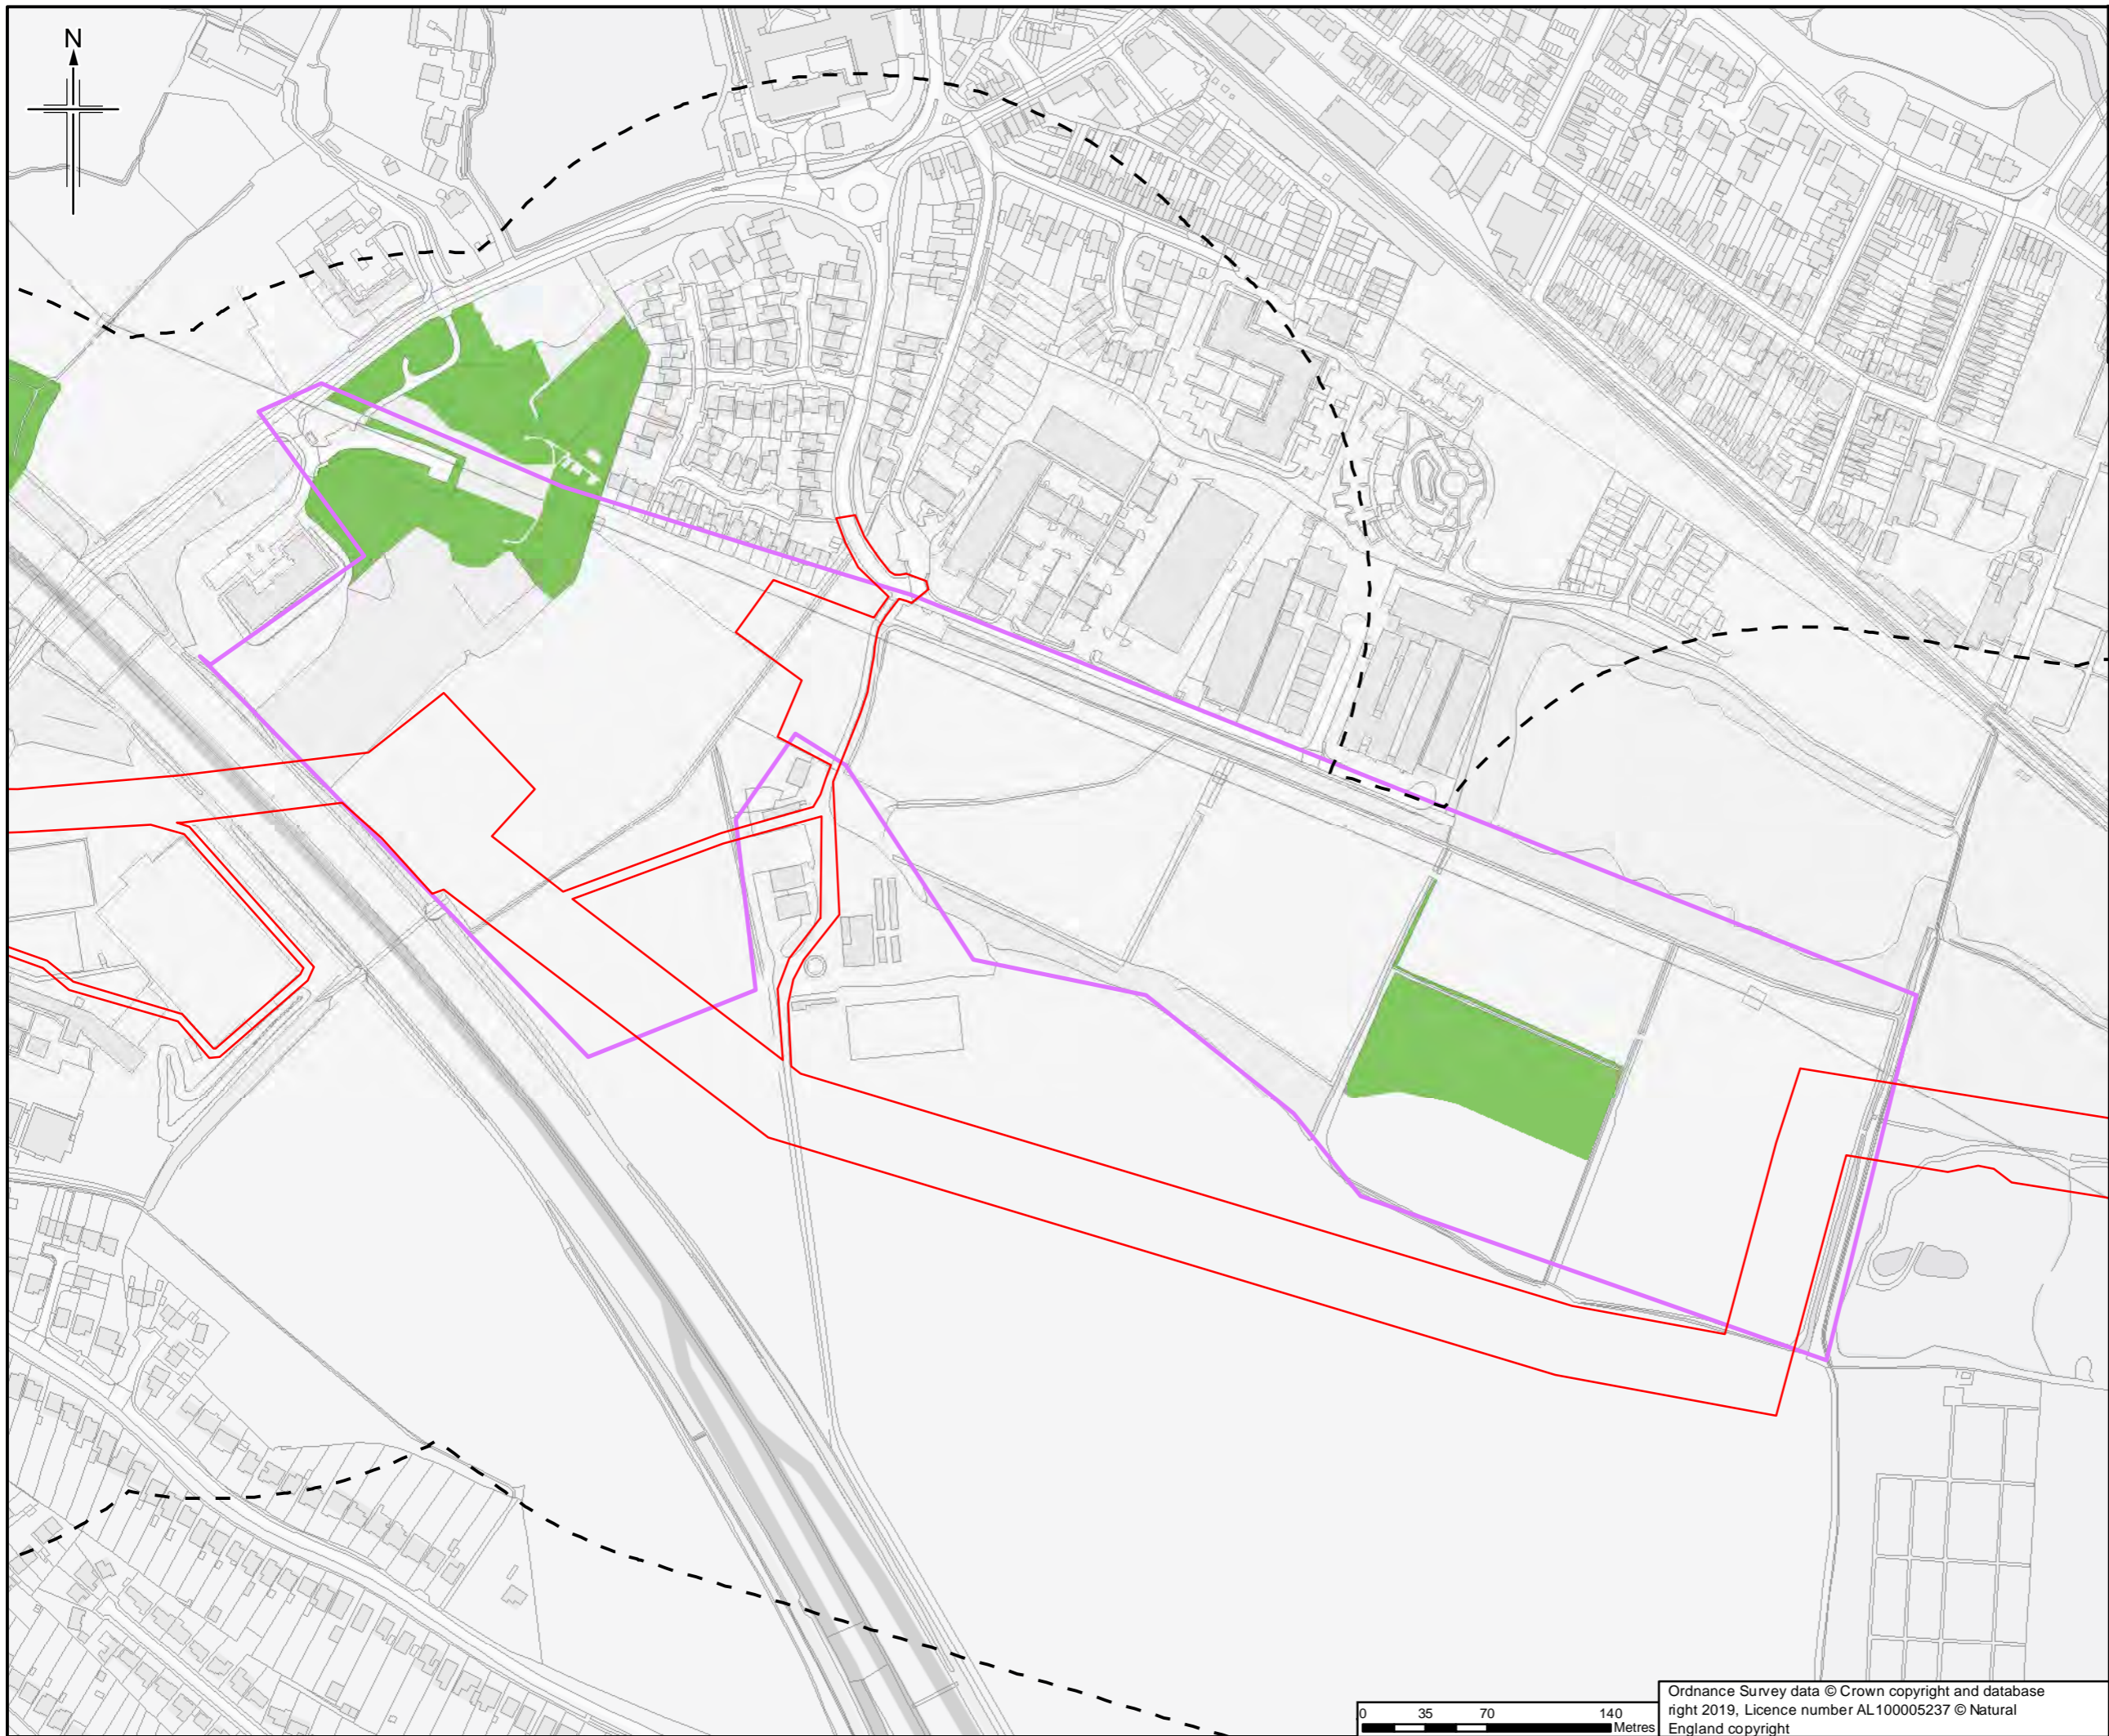 N
0 35 70 140
Metres
Ordnance Survey data © Crown copyright and database
right 2019, Licence number AL100005237 © Natural
England copyright